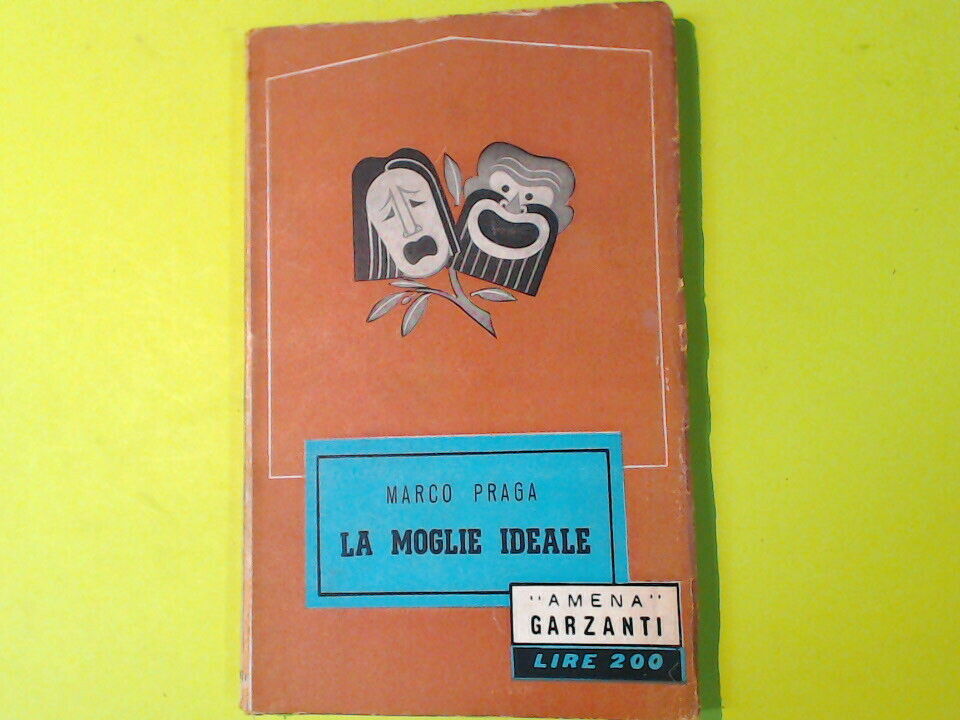 MARCO PRAGA
LA MOGLIE IDEALE
"AMENA"
GARZANTI
LIRE 200